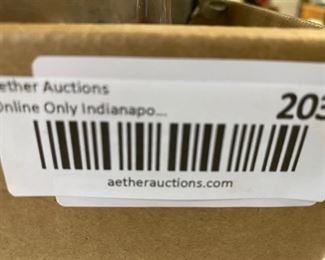 ether Auctions
Online Only Indianapo...
203
aetherauctions.com